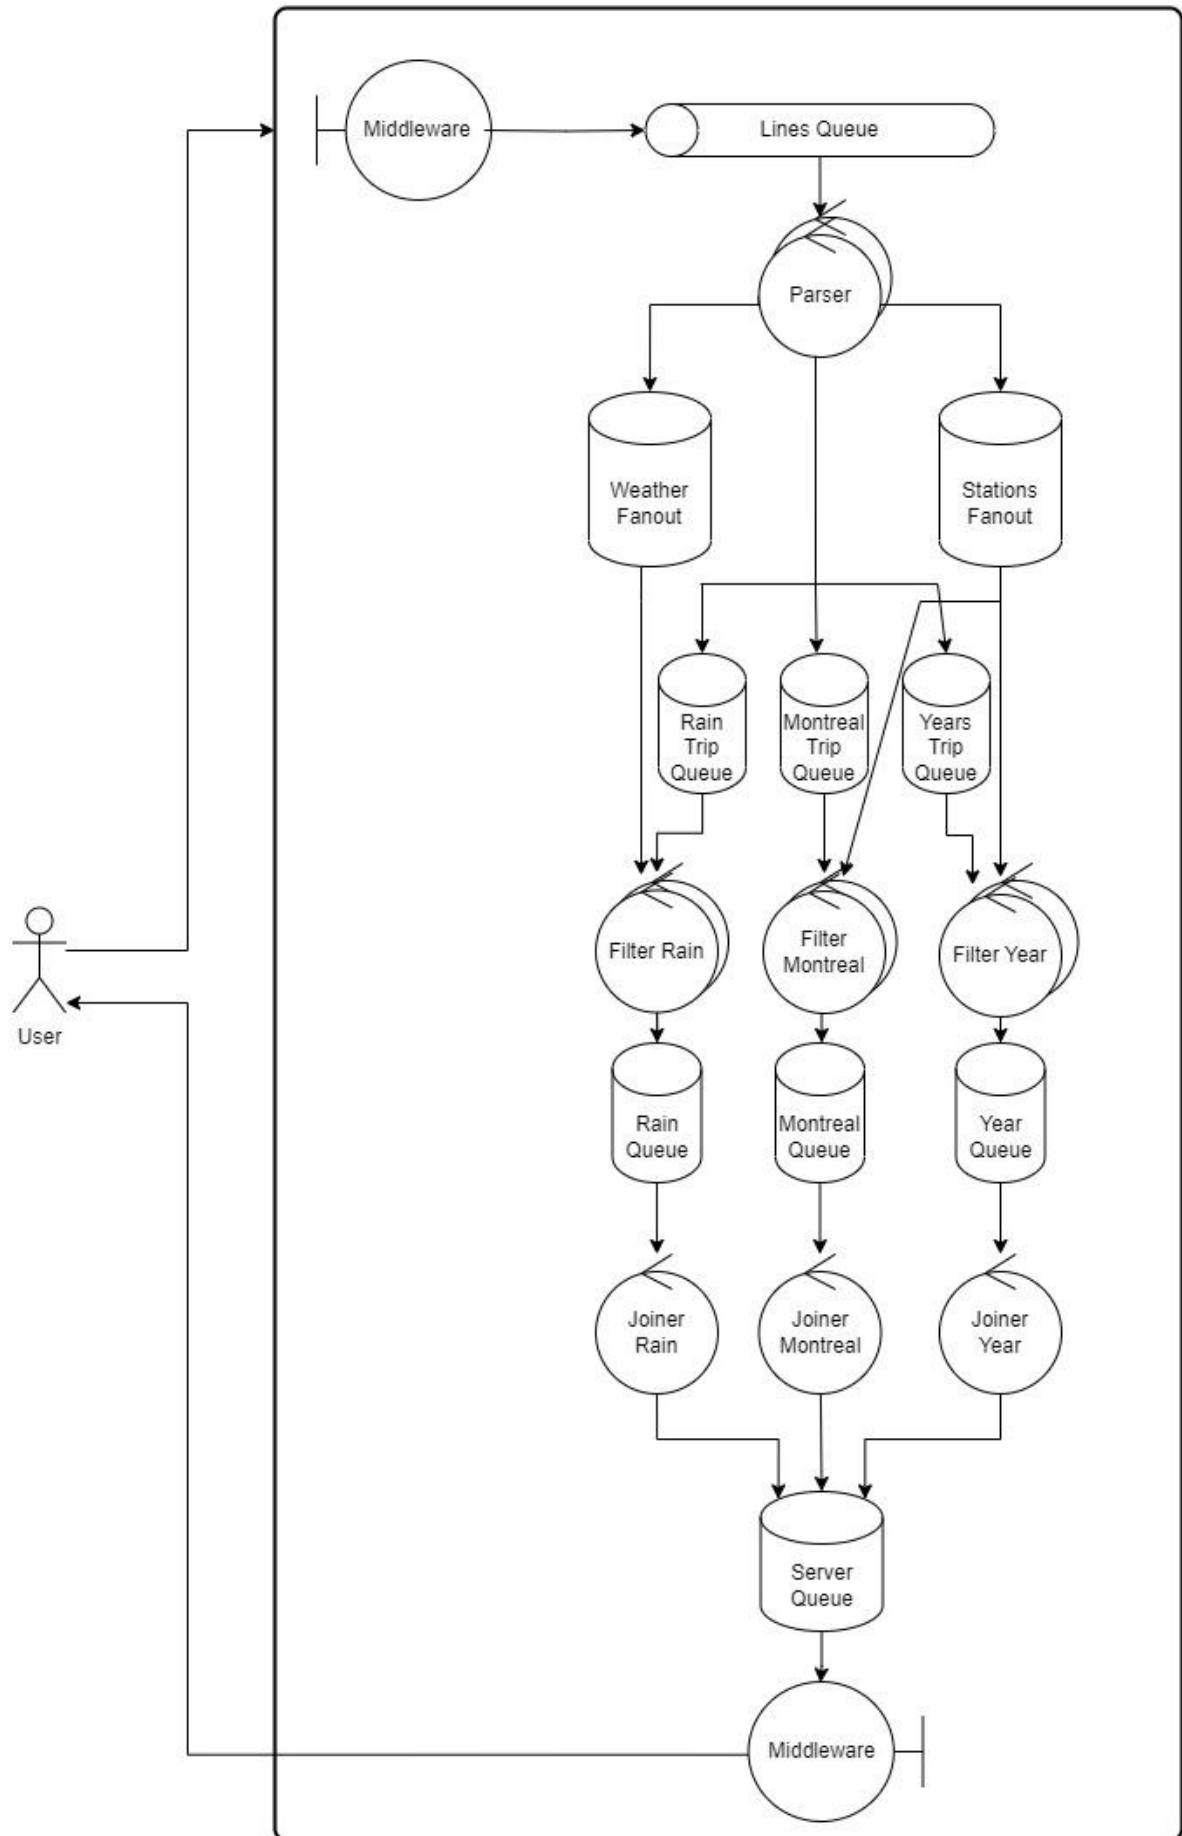 Middleware
Lines Queue
Parser
Weather
Fanout
Stations
Fanout
Rain
Trip
Queue
Montreal
Trip
Queue
Years
Trip
Queue
Filter Rain
Filter
Montreal
Filter Year
User
Rain
Queue
Montreal
Queue
Year
Queue
Joiner
Rain
Joiner
Montreal
Joiner
Year
Server
Queue
Middleware